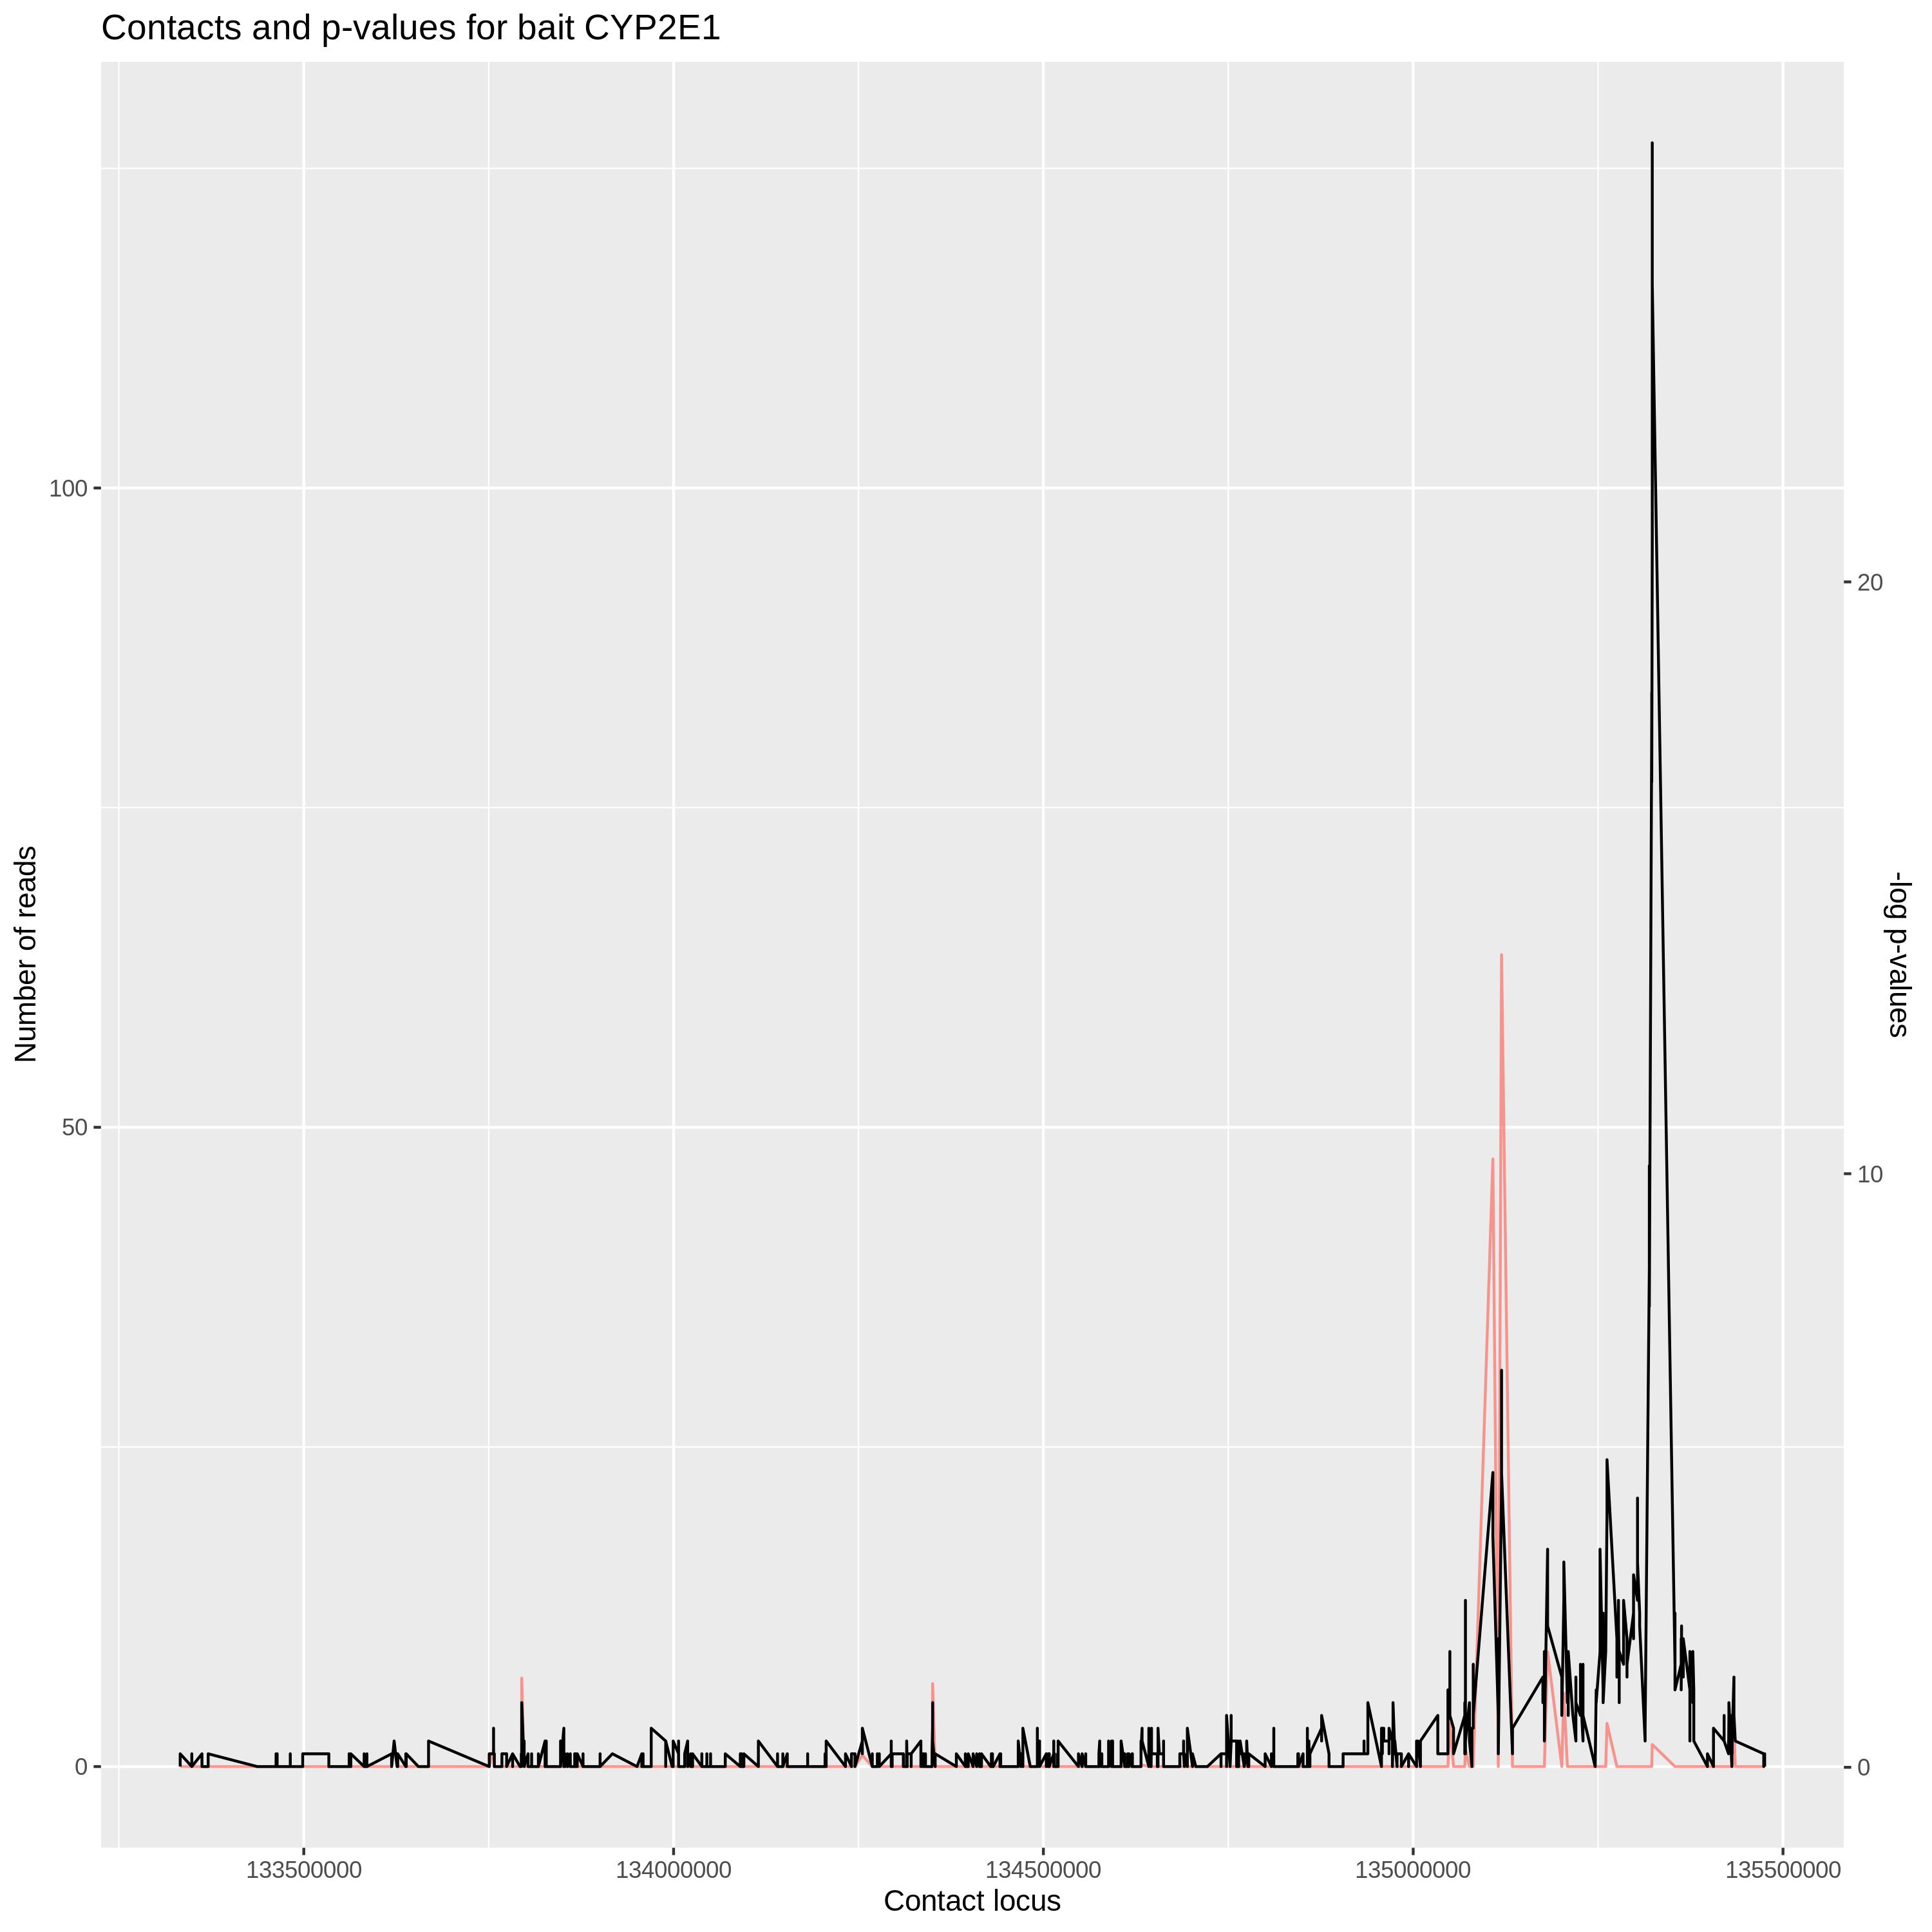 Contacts and p-values for bait CYP2E1
Number of reads
100
50
0
-log p-values
20
10
0
133500000
134000000
134500000
135000000
135500000
Contact locus